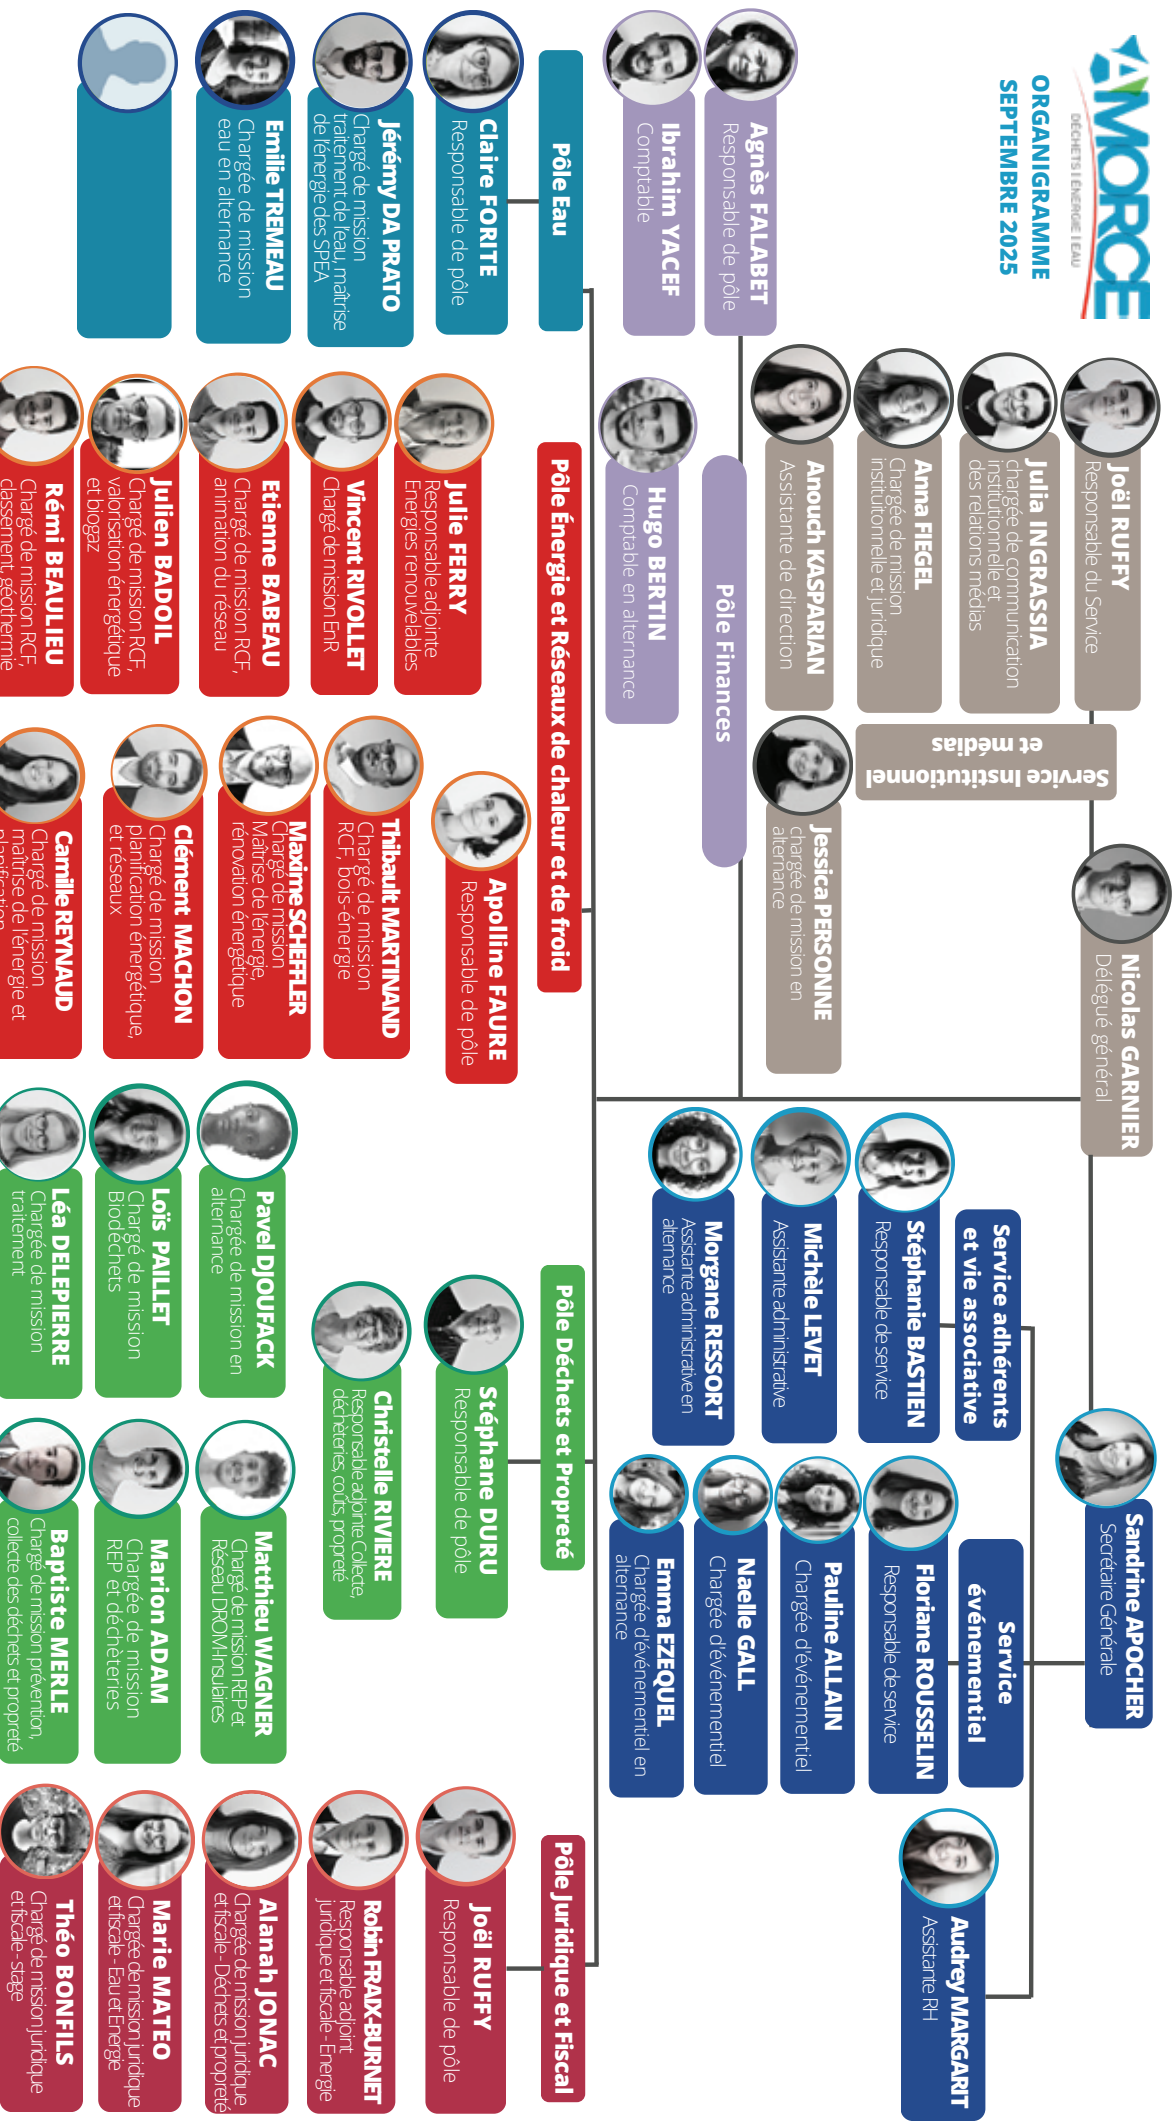 AMORCE
DÉCHETS I ÉNERGIE I EAU
ORGANIGRAMME
SEPTEMBRE 2025
Nicolas GARNIER
Délégué général
Service Institutionnel
et médias
Joël RUFFY
Responsable du Service
Julia INGRASSIA
chargée de communication
institutionnelle et
des relations médias
Anna FIEGEL
Chargée de mission
instituitonnelle et juridique
Anouch KASPARIAN
Assistante de direction
Jessica PERSONNE
chargée de mission en
alternance
Sandrine APOCHER
Secrétaire Générale
Service adhérents
et vie associative
Stéphanie BASTIEN
Responsable de service
Michèle LEVET
Assistante administrative
Morgane RESSORT
Assistante administrative en
alternance
Service
événementiel
Floriane ROUSSELIN
Responsable de service
Pauline ALLAIN
Chargée d'événementiel
Naelle GALL
Chargée d'événementiel
Emma EZEQUEL
Chargée d'événementiel en
alternance
Audrey MARGARIT
Assistante RH
Pôle Finances
Agnès FALABET
Responsable de pôle
Ibrahim YACEF
Comptable
Hugo BERTIN
Comptable en alternance
Pôle Eau
Claire FORITE
Responsable de pôle
Jérémy DA PRATO
Chargé de mission
traitement de l'eau, maîtrise
de l'énergie des SPEA
Emilie TREMEAU
Chargée de mission
eau en alternance
Pôle Énergie et Réseaux de chaleur et de froid
Apolline FAURE
Responsable de pôle
Julie FERRY
Responsable adjointe
Energies renouvelables
Vincent RIVOLLET
Chargé de mission EnR
Etienne BABEAU
Chargé de mission RCF,
animation du réseau
Julien BADOIL
Chargé de mission RCF,
valorisation énergétique
et biogaz
Rémi BEAULIEU
Chargé de mission RCF,
classement, géothermie
Thibault MARTINAND
Chargé de mission
RCF, bois-énergie
Maxime SCHEFFLER
Chargé de mission
Maîtrise de l'énergie,
rénovation énergétique
Clément MACHON
Chargé de mission
planification énergétique,
et réseaux
Camille REYNAUD
Chargé de mission
maîtrise de l'énergie et
planification
Pôle Déchets et Propreté
Stéphane DURU
Responsable de pôle
Christelle RIVIERE
Responsable adjointe Collecte,
déchèteries, coûts, propreté
Pavel DJOUFACK
Chargée de mission en
alternance
Loïs PAILLET
Chargé de mission
Biodéchets
Léa DELEPIERRE
Chargée de mission
traitement
Matthieu WAGNER
Chargé de mission REP et
Réseau DROM-Insulaires
Marion ADAM
Chargée de mission
REP et déchèteries
Baptiste MERLE
Chargé de mission prévention,
collecte des déchets et propreté
Pôle Juridique et Fiscal
Joël RUFFY
Responsable de pôle
Robin FRAIX-BURNET
Responsable adjoint
juridique et fiscale - Energie
Alanah JONAC
Chargée de mission juridique
et fiscale - Déchets et propreté
Marie MATEO
Chargée de mission juridique
et fiscale - Eau et Energie
Théo BONFILS
Chargé de mission juridique
et fiscale - stage